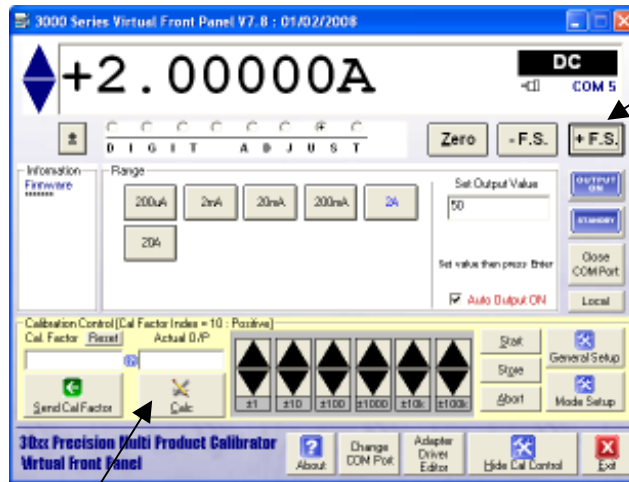 3000 Series Virtual Front Panel V7.8 : 01/02/2008
+2.00000A
DC
COM 5
±
DIGIT ADJUST
Zero
- F.S.
+ F.S.
Information
Firmware
Range
200uA
2mA
20mA
200mA
2A
20A
Set Output Value
50
Set value then press Enter
Auto Output ON
OUTPUT ON
STANDBY
Close COM Port
Local
Calibration Control [Cal Factor Index = 10 : Positive]
Cal. Factor
Reset
Actual O/P
Send Cal Factor
Calc
±1
±10
±100
±1000
±10k
±100k
Start
Store
Abort
General Setup
Mode Setup
30xx Precision Multi Product Calibrator
Virtual Front Panel
About
Change COM Port
Adapter Driver Editor
Hide Cal Control
Exit